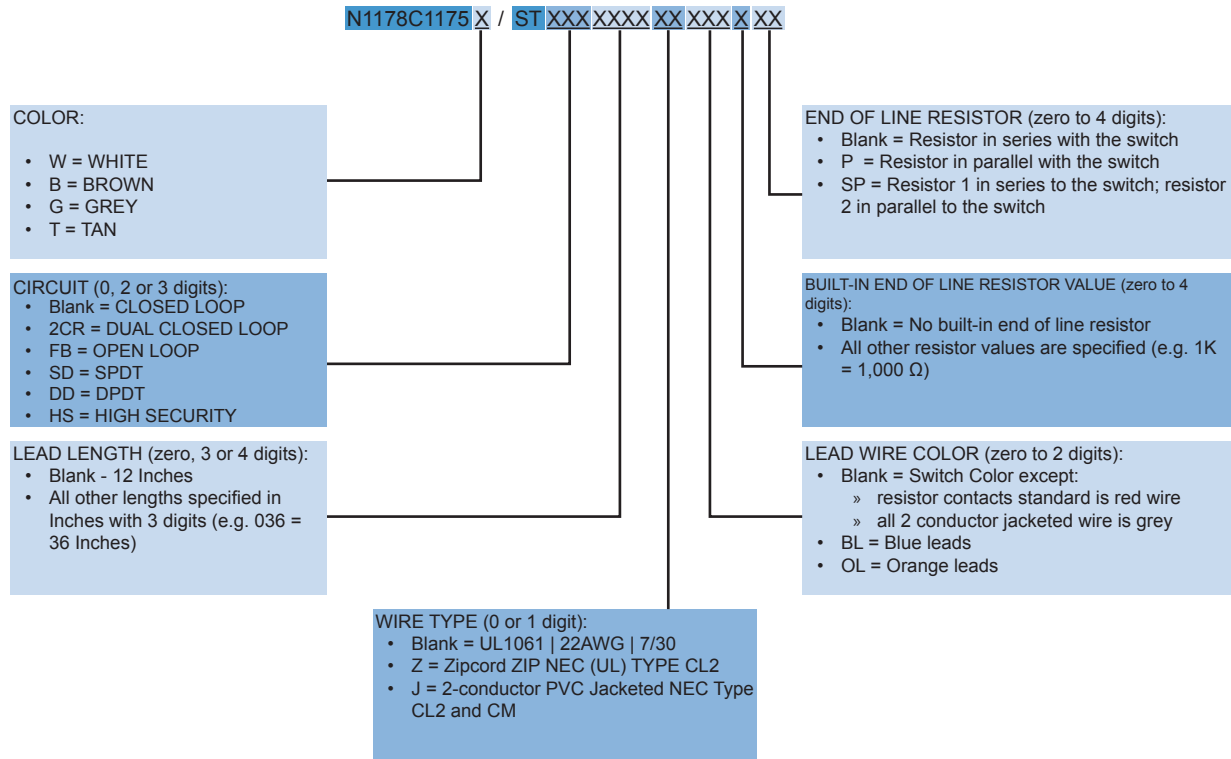 N1178C1175 X / ST XXX XXXX XX XXX X XX
COLOR:
• W = WHITE
• B = BROWN
• G = GREY
• T = TAN
CIRCUIT (0, 2 or 3 digits):
• Blank = CLOSED LOOP
• 2CR = DUAL CLOSED LOOP
• FB = OPEN LOOP
• SD = SPDT
• DD = DPDT
• HS = HIGH SECURITY
LEAD LENGTH (zero, 3 or 4 digits):
• Blank - 12 Inches
• All other lengths specified in
Inches with 3 digits (e.g. 036 =
36 Inches)
WIRE TYPE (0 or 1 digit):
• Blank = UL1061 | 22AWG | 7/30
• Z = Zipcord ZIP NEC (UL) TYPE CL2
• J = 2-conductor PVC Jacketed NEC Type
CL2 and CM
END OF LINE RESISTOR (zero to 4 digits):
• Blank = Resistor in series with the switch
• P = Resistor in parallel with the switch
• SP = Resistor 1 in series to the switch; resistor
2 in parallel to the switch
BUILT-IN END OF LINE RESISTOR VALUE (zero to 4
digits):
• Blank = No built-in end of line resistor
• All other resistor values are specified (e.g. 1K
= 1,000 Ω)
LEAD WIRE COLOR (zero to 2 digits):
• Blank = Switch Color except:
» resistor contacts standard is red wire
» all 2 conductor jacketed wire is grey
• BL = Blue leads
• OL = Orange leads